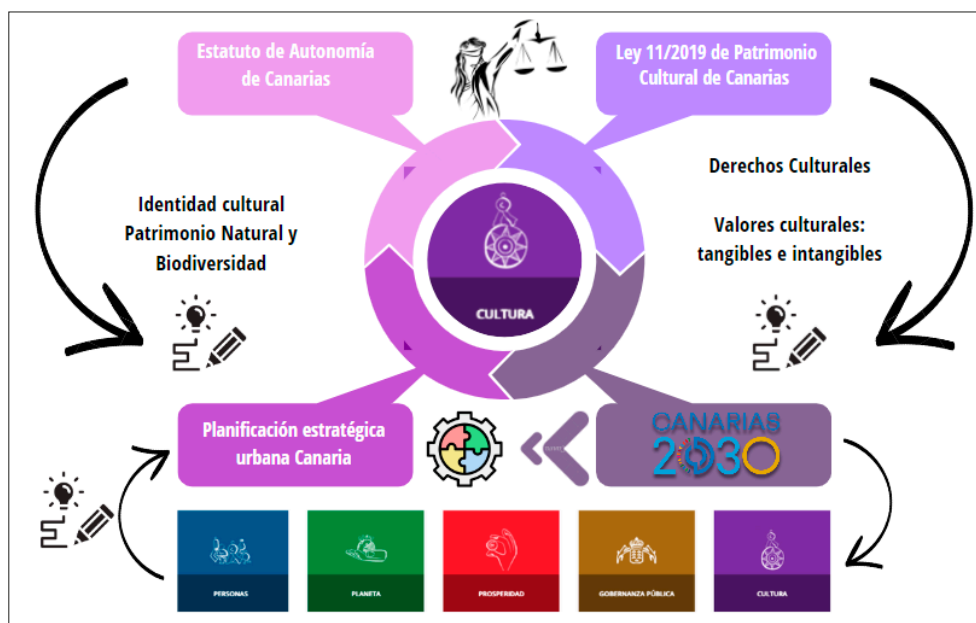 Estatuto de Autonomía
de Canarias
Ley 11/2019 de Patrimonio
Cultural de Canarias
Derechos Culturales
Identidad cultural
Patrimonio Natural y
Biodiversidad
Valores culturales:
tangibles e intangibles
CULTURA
Planificación estratégica
urbana Canaria
CANARIAS
2030
PERSONAS
PLANETA
PROSPERIDAD
GOBERNANZA PÚBLICA
CULTURA